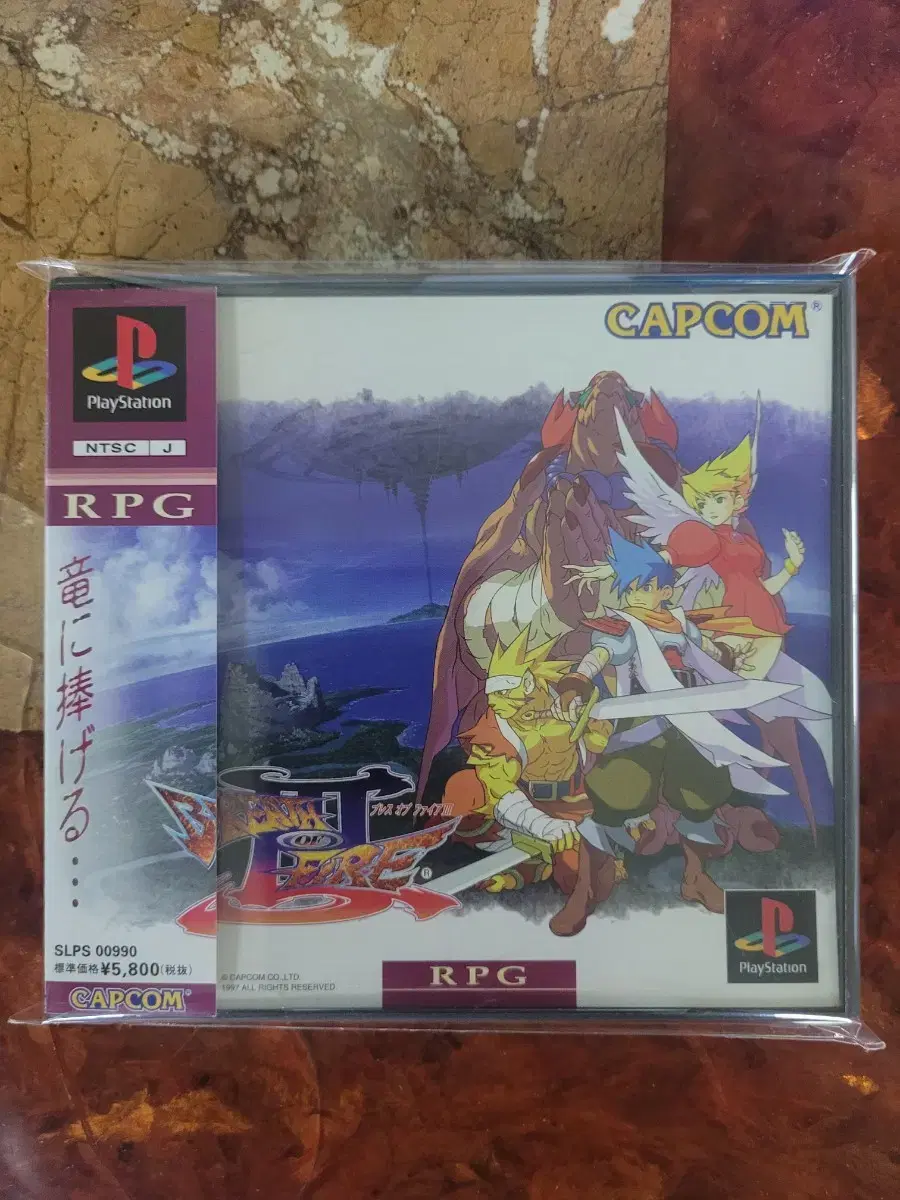 PlayStation
NTSC J
RPG
竜に捧げる...
SLPS 00990
標準価格¥5,800(税抜)
CAPCOM®
CAPCOM®
BREATH
OF
FIRE®
III
ブレス オブ ファイアIII
© CAPCOM CO.,LTD.
1997 ALL RIGHTS RESERVED.
RPG
PlayStation